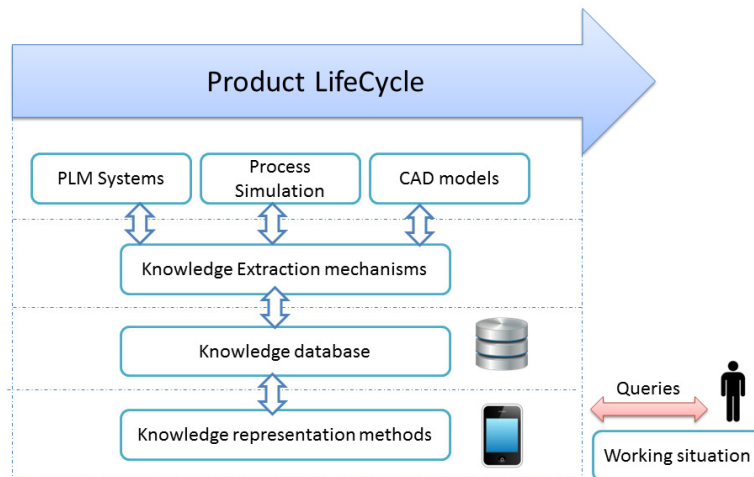 Product LifeCycle
PLM Systems
Process
Simulation
CAD models
Knowledge Extraction mechanisms
Knowledge database
Queries
Knowledge representation methods
Working situation